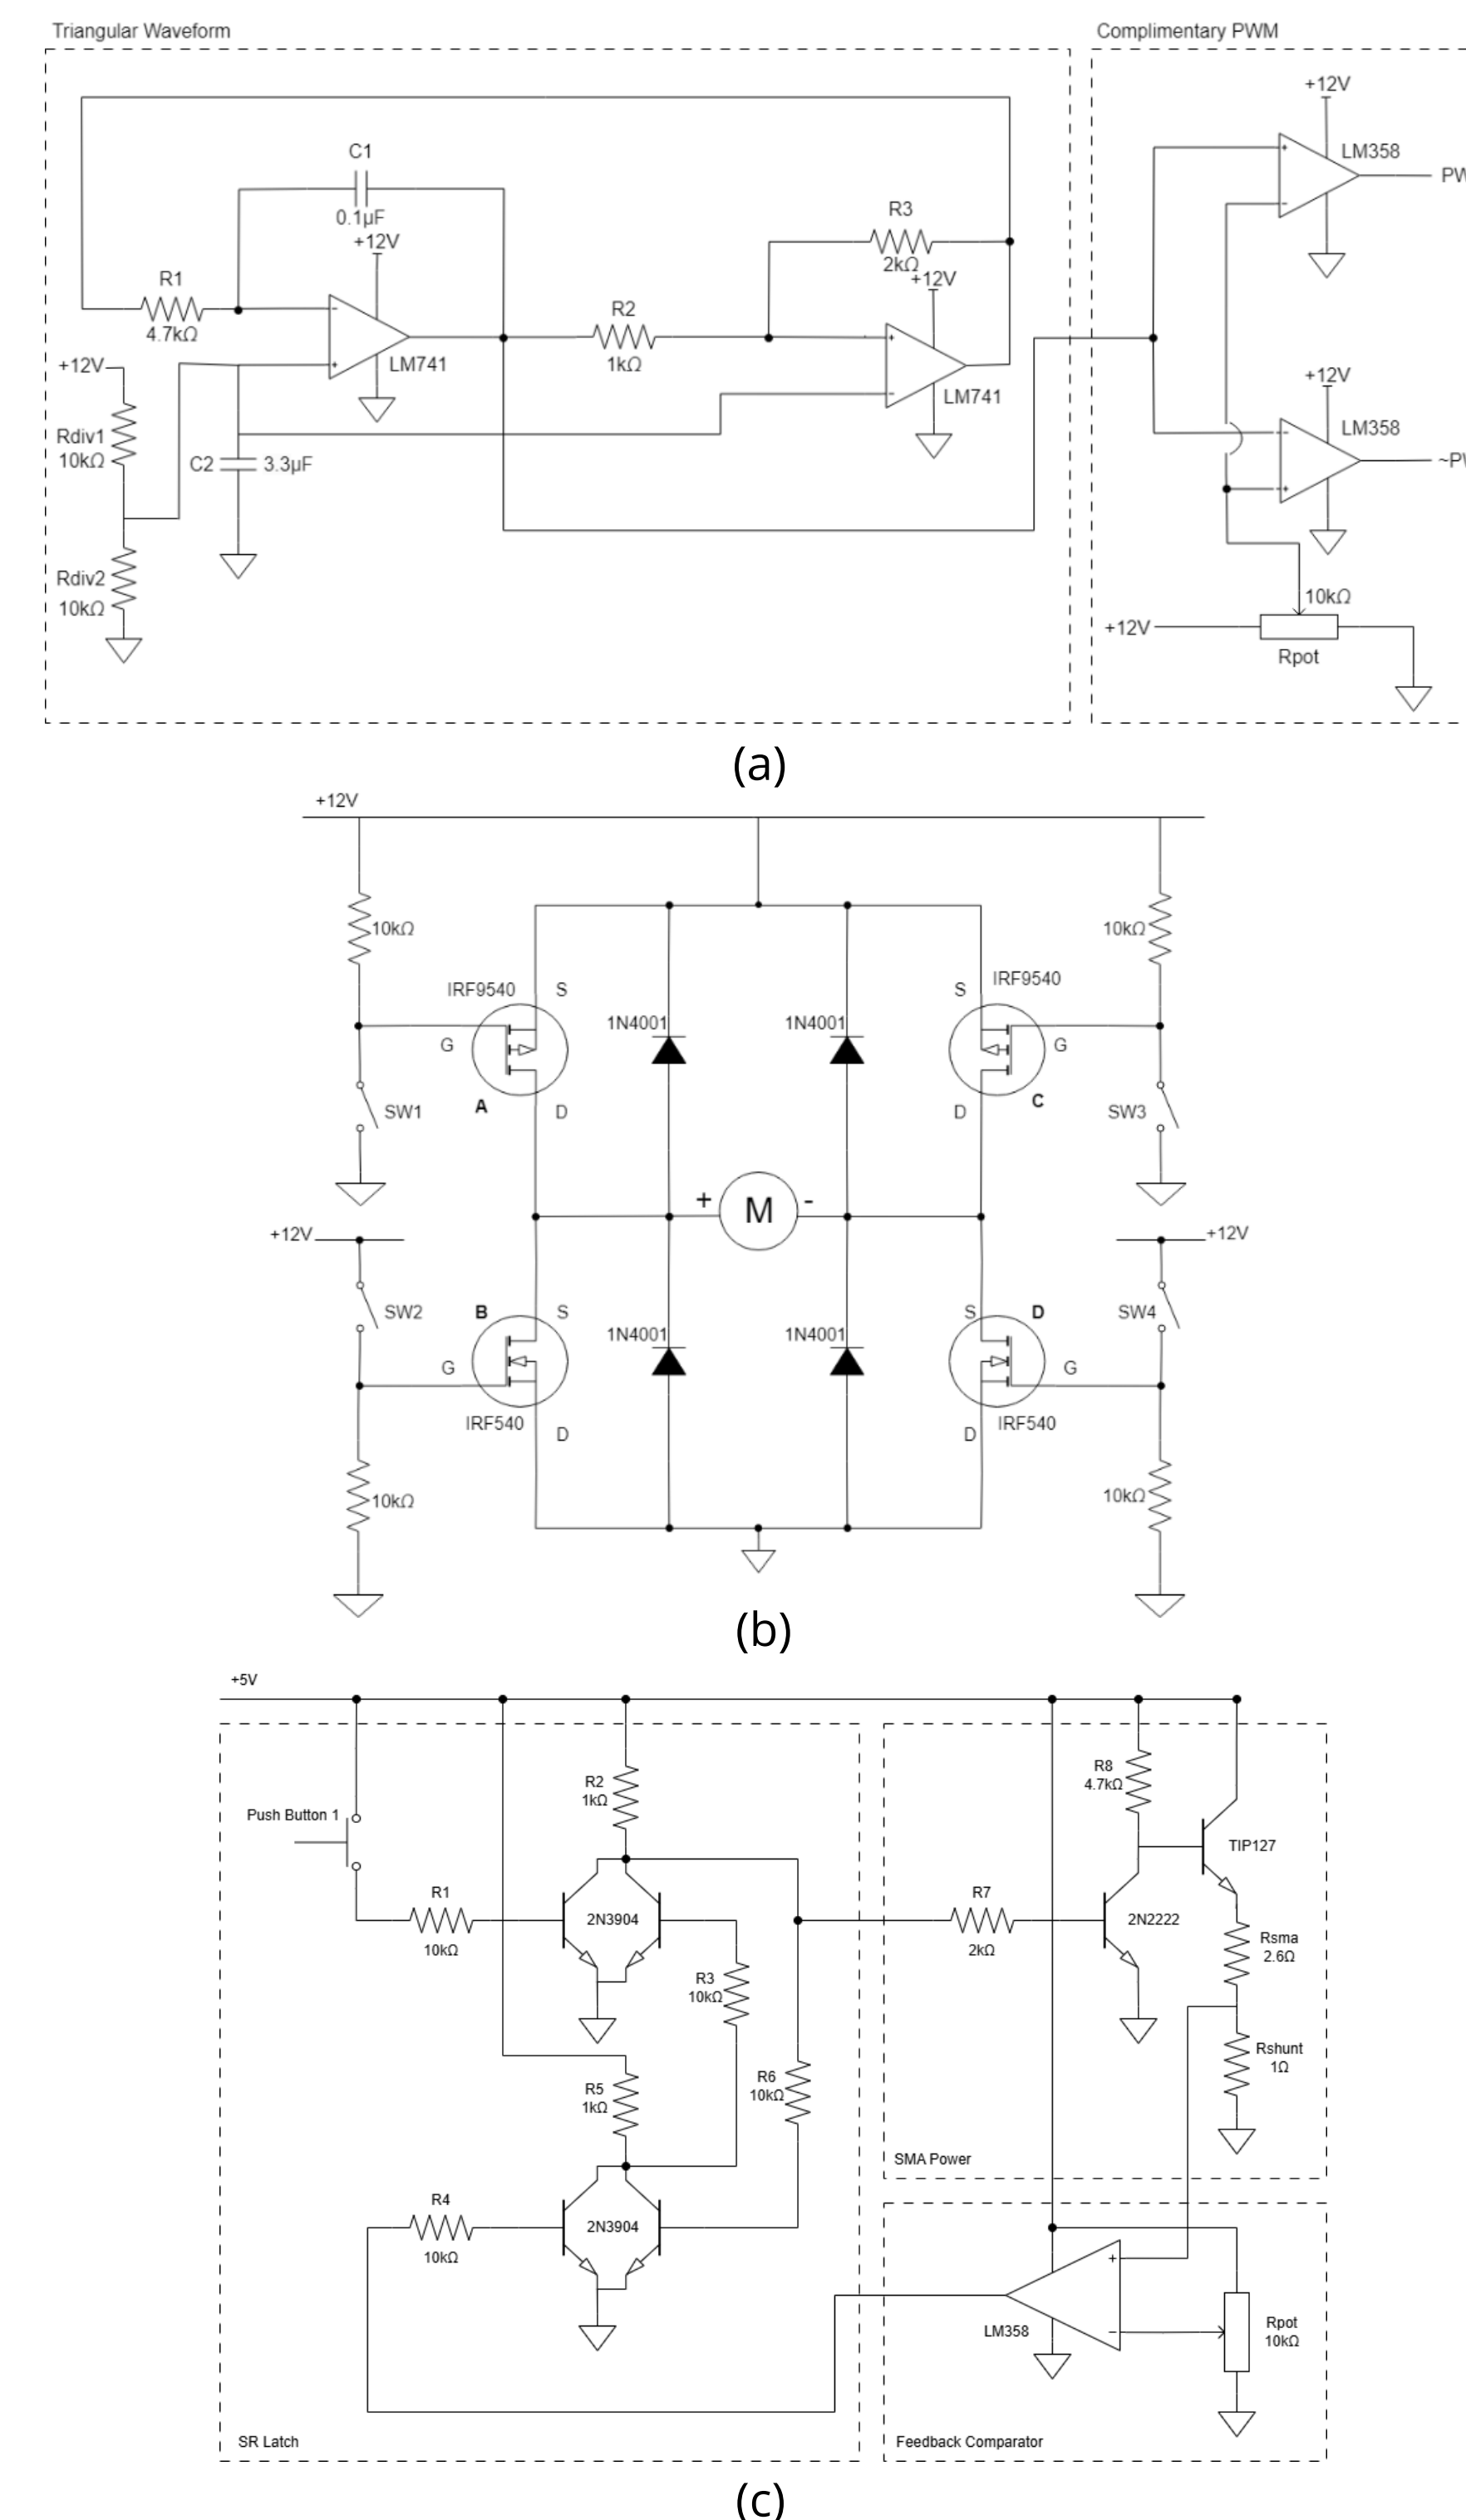 Triangular Waveform
Complimentary PWM
+12V
C1
LM358
0.1µF
+12V
PW
R3
2kΩ
+12V
R1
4.7kΩ
R2
1kΩ
LM741
LM741
+12V
+12V
LM358
Rdiv1
10kΩ
C2
3.3µF
~PW
Rdiv2
10kΩ
10kΩ
+12V
Rpot
(a)
+12V
10kΩ
10kΩ
IRF9540
S
S
IRF9540
1N4001
1N4001
G
G
A
D
D
C
SW1
SW3
+
M
-
+12V
+12V
SW2
B
S
S
D
SW4
1N4001
1N4001
G
G
IRF540
D
D
IRF540
10kΩ
10kΩ
(b)
+5V
R2
1kΩ
R8
4.7kΩ
Push Button 1
TIP127
R1
10kΩ
2N3904
R7
2kΩ
2N2222
Rsma
2.6Ω
R3
10kΩ
R5
1kΩ
R6
10kΩ
Rshunt
1Ω
SMA Power
R4
10kΩ
2N3904
+
LM358
-
Rpot
10kΩ
SR Latch
Feedback Comparator
(c)